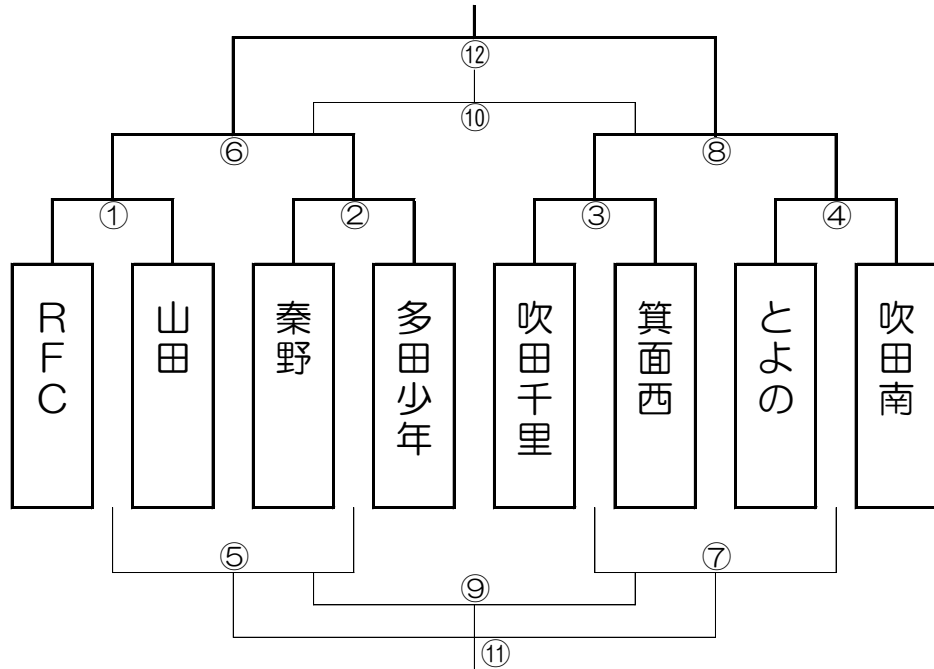 ⑫
⑩
⑥ ⑧
① ② ③ ④
RFC
山田
秦野
多田少年
吹田千里
箕面西
とよの
吹田南
⑤ ⑦
⑨
⑪